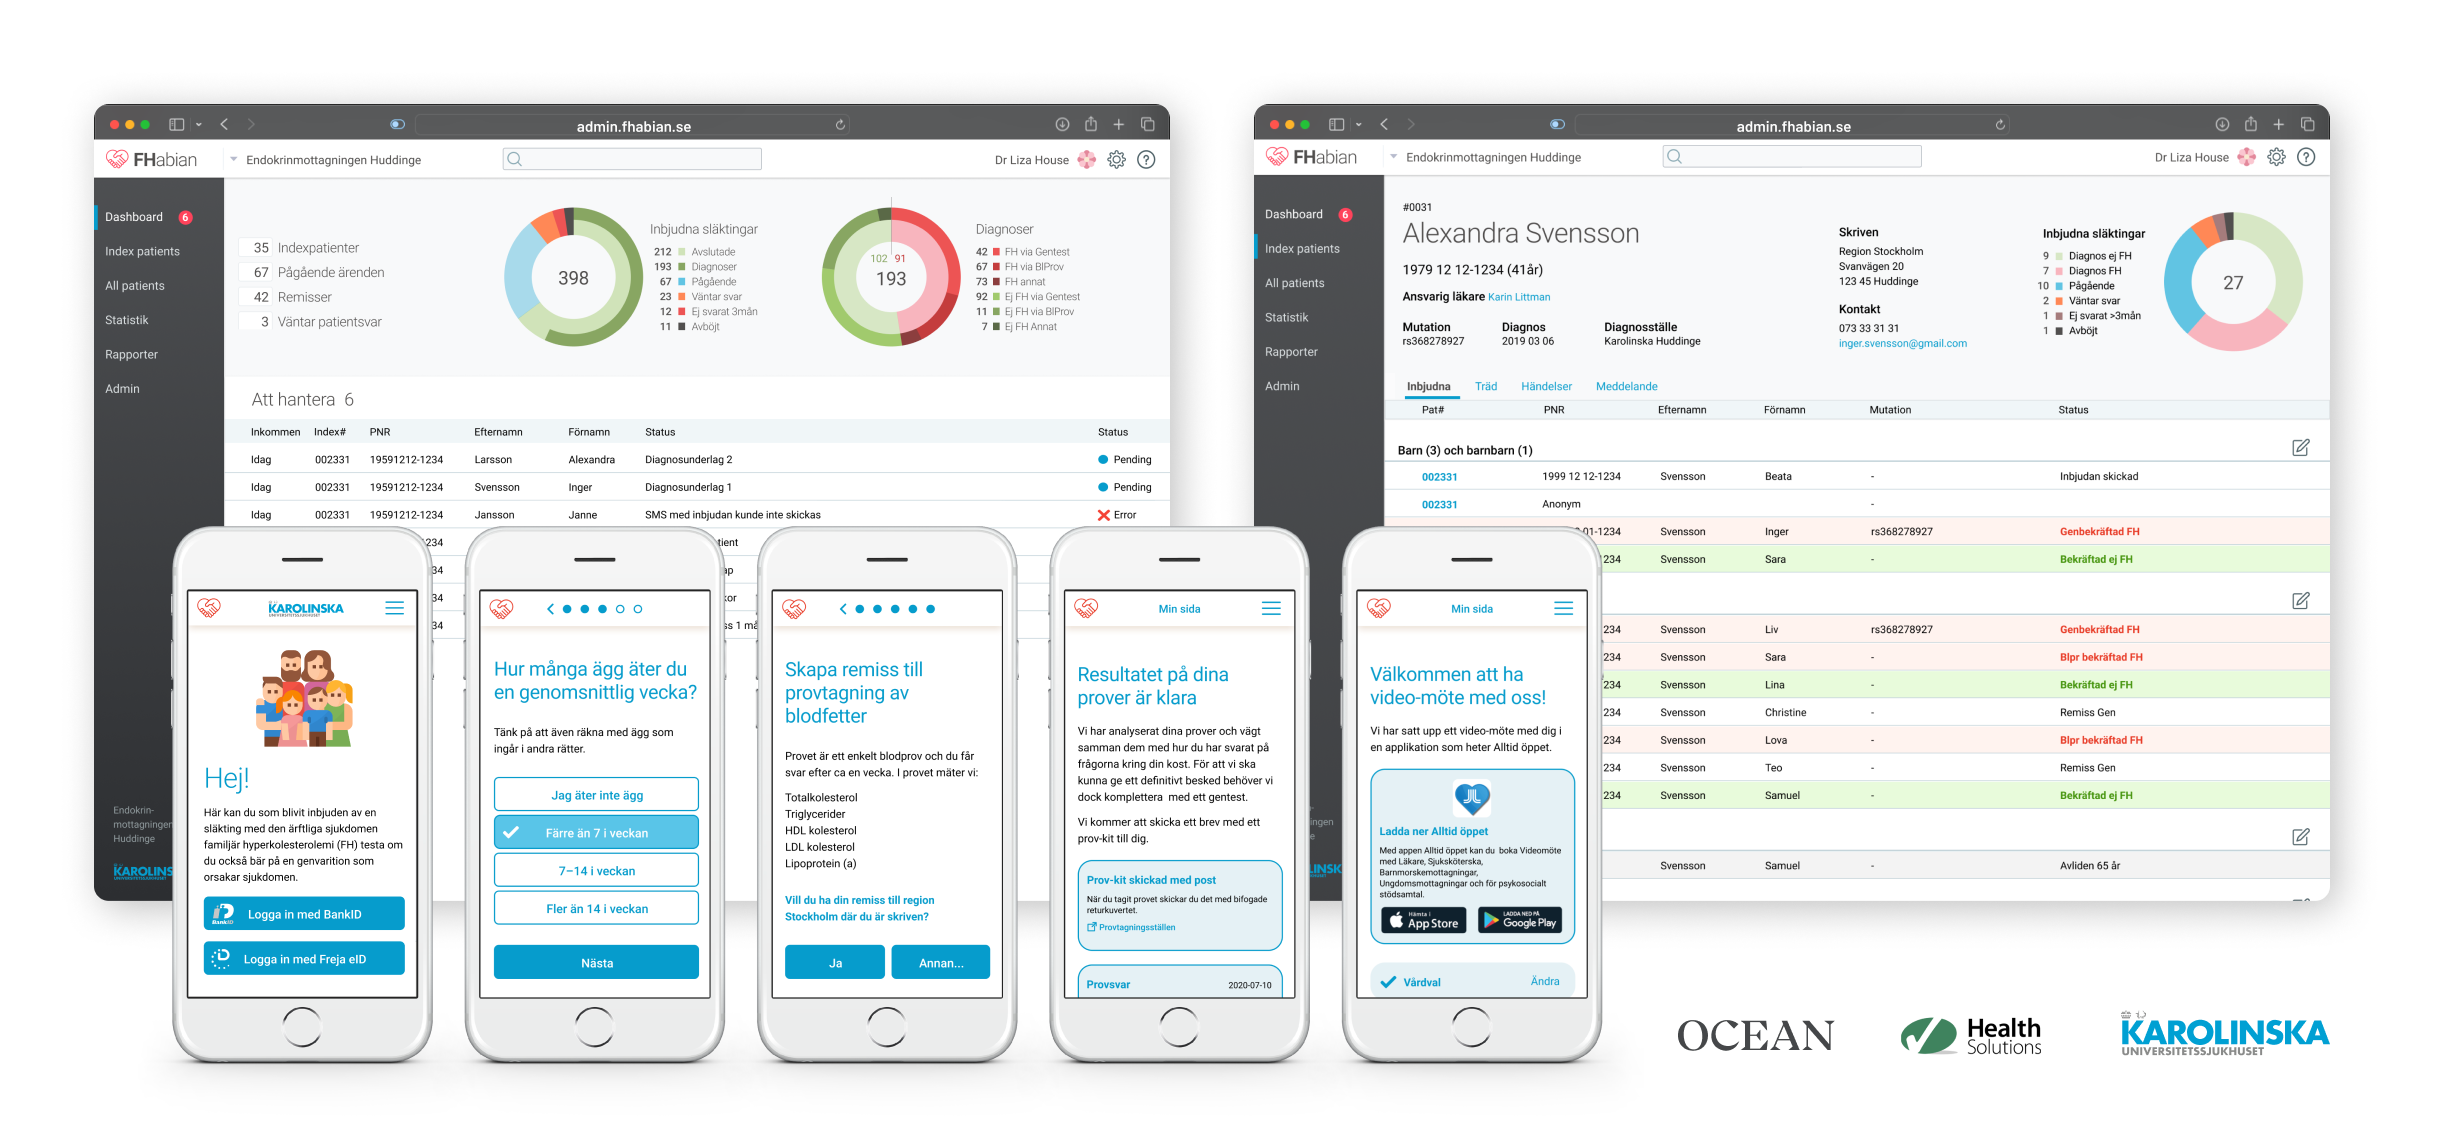 admin.fhabian.se
FHabian
Endokrinmottagningen Huddinge
Dr Liza House
Dashboard 6
Index patients
All patients
Statistik
Rapporter
Admin
35 Indexpatienter
67 Pågående ärenden
42 Remisser
3 Väntar patientsvar
398
Inbjudna släktingar
212 Avslutade
193 Diagnoser
67 Pågående
23 Väntar svar
12 Ej svarat 3mån
11 Avböjt
102 91
193
Diagnoser
42 FH via Gentest
67 FH via BlProv
73 FH annat
92 Ej FH via Gentest
11 Ej FH via BlProv
7 Ej FH Annat
Att hantera 6
Inkommen Index# PNR Efternamn Förnamn Status Status
Idag 002331 19591212-1234 Larsson Alexandra Diagnosunderlag 2 Pending
Idag 002331 19591212-1234 Svensson Inger Diagnosunderlag 1 Pending
Idag 002331 19591212-1234 Jansson Janne SMS med inbjudan kunde inte skickas Error
234 tient
34 ap
34 kor
34 ss 1 må
Endokrin-
mottagningen
Huddinge
KAROLINS
admin.fhabian.se
FHabian
Endokrinmottagningen Huddinge
Dr Liza House
Dashboard 6
Index patients
All patients
Statistik
Rapporter
Admin
#0031
Alexandra Svensson
1979 12 12-1234 (41år)
Ansvarig läkare Karin Littman
Mutation Diagnos Diagnosställe
rs368278927 2019 03 06 Karolinska Huddinge
Skriven
Region Stockholm
Svanvägen 20
123 45 Huddinge
Kontakt
073 33 31 31
inger.svensson@gmail.com
Inbjudna släktingar
9 Diagnos ej FH
7 Diagnos FH
10 Pågående
2 Väntar svar
1 Ej svarat >3mån
1 Avböjt
27
Inbjudna Träd Händelser Meddelande
Pat# PNR Efternamn Förnamn Mutation Status
Barn (3) och barnbarn (1)
002331 1999 12 12-1234 Svensson Beata - Inbjudan skickad
002331 Anonym -
01-1234 Svensson Inger rs368278927 Genbekräftad FH
234 Svensson Sara - Bekräftad ej FH
234 Svensson Liv rs368278927 Genbekräftad FH
234 Svensson Sara - Blpr bekräftad FH
234 Svensson Lina - Bekräftad ej FH
234 Svensson Christine - Remiss Gen
234 Svensson Lova - Blpr bekräftad FH
234 Svensson Teo - Remiss Gen
234 Svensson Samuel - Bekräftad ej FH
Svensson Samuel - Avliden 65 år
ingen
e
INSK
KAROLINSKA
UNIVERSITETSSJUKHUSET
Hej!
Här kan du som blivit inbjuden av en
släkting med den ärftliga sjukdomen
familjär hyperkolesterolemi (FH) testa om
du också bär på en genvarition som
orsakar sjukdomen.
BankID
Logga in med BankID
Logga in med Freja eID
Hur många ägg äter du
en genomsnittlig vecka?
Tänk på att även räkna med ägg som
ingår i andra rätter.
Jag äter inte ägg
Färre än 7 i veckan
7–14 i veckan
Fler än 14 i veckan
Nästa
Skapa remiss till
provtagning av
blodfetter
Provet är ett enkelt blodprov och du får
svar efter ca en vecka. I provet mäter vi:
Totalkolesterol
Triglycerider
HDL kolesterol
LDL kolesterol
Lipoprotein (a)
Vill du ha din remiss till region
Stockholm där du är skriven?
Ja
Annan...
Min sida
Resultatet på dina
prover är klara
Vi har analyserat dina prover och vägt
samman dem med hur du har svarat på
frågorna kring din kost. För att vi ska
kunna ge ett definitivt besked behöver vi
dock komplettera med ett gentest.
Vi kommer att skicka ett brev med ett
prov-kit till dig.
Prov-kit skickad med post
När du tagit provet skickar du det med bifogade
returkuvertet.
Provtagningsställen
Provsvar 2020-07-10
Min sida
Välkommen att ha
video-möte med oss!
Vi har satt upp ett video-möte med dig i
en applikation som heter Alltid öppet.
Ladda ner Alltid öppet
Med appen Alltid öppet kan du boka Videomöte
med Läkare, Sjuksköterska,
Barnmorskemottagningar,
Ungdomsmottagningar och för psykosocialt
stödsamtal.
Hämta i
App Store
LADDA NED PÅ
Google Play
Vårdval Ändra
OCEAN
Health
Solutions
KAROLINSKA
UNIVERSITETSSJUKHUSET